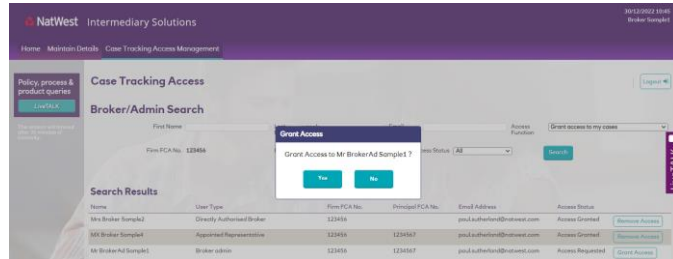 30/12/2022 15:45
NatWest Intermediary Solutions
Broker Sample2
Home Maintain Details Case Tracking Access Management
Policy, process & product queries
Case Tracking Access
Logout
Broker/Admin Search
First Name
Access Function
Grant access to my cases
Firm FCA No. 123456
Status All
Search
Grant Access
Grant Access to Mr BrokerAd Sample1 ?
Yes
No
Search Results
Name User Type Firm FCA No. Principal FCA No. Email Address Access Status
Mrs Broker Sample2 Directly Authorised Broker 123456 paul.sutherland@natwest.com Access Granted Remove Access
MR Broker Sample4 Appointed Representative 123456 1234567 paul.sutherland@natwest.com Access Granted Remove Access
Mr BrokerAd Sample1 Broker admin 123456 1234567 paul.sutherland@natwest.com Access Requested Grant Access